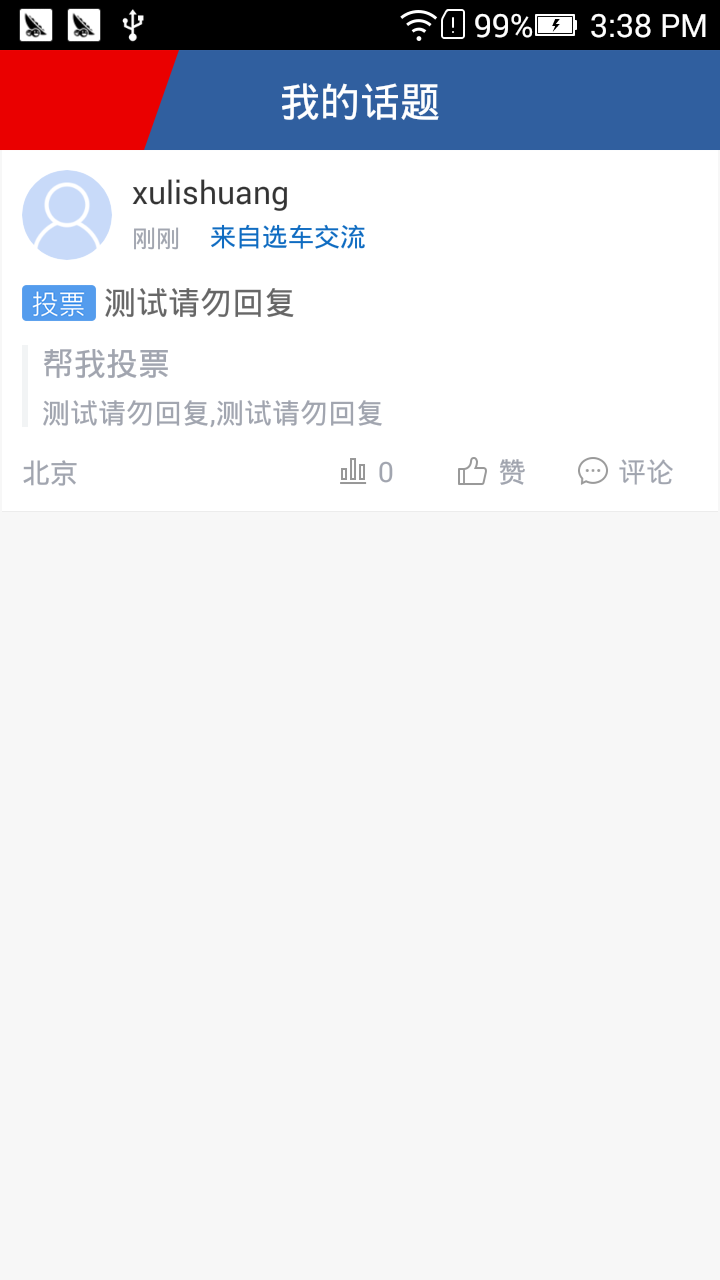 99% 3:38 PM
我的话题
xulishuang
刚刚 来自选车交流
投票 测试请勿回复
帮我投票
测试请勿回复,测试请勿回复
北京 0 赞 评论